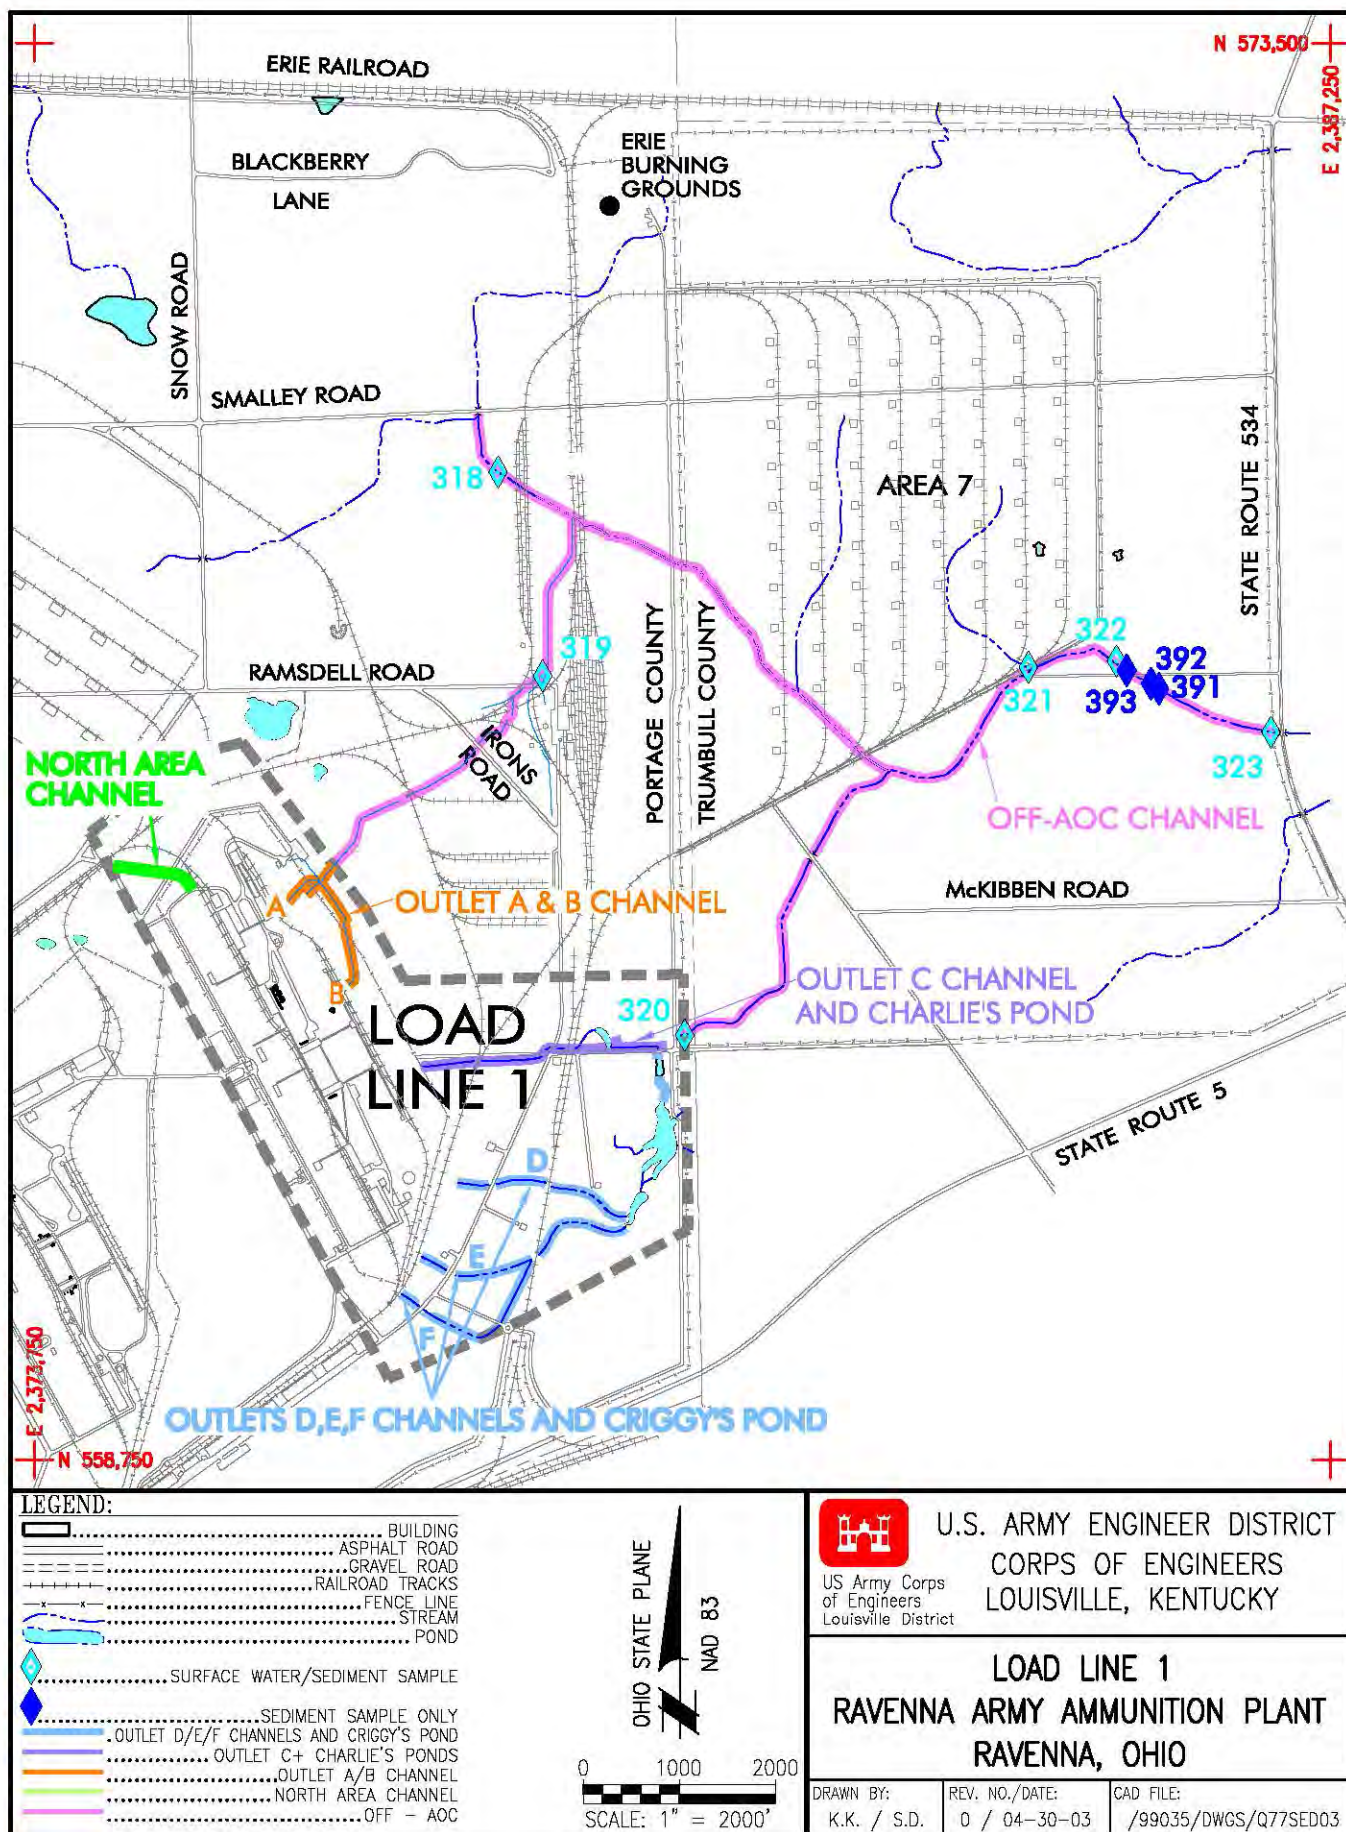 N 573,500
E 2,387,250
ERIE RAILROAD
ERIE
BURNING
GROUNDS
BLACKBERRY
LANE
SNOW ROAD
SMALLEY ROAD
318
AREA 7
STATE ROUTE 534
319
322
392
391
393
321
323
RAMSDELL ROAD
PORTAGE COUNTY
TRUMBULL COUNTY
IRONS
ROAD
NORTH AREA
CHANNEL
OFF-AOC CHANNEL
McKIBBEN ROAD
A
OUTLET A & B CHANNEL
B
OUTLET C CHANNEL
AND CHARLIE'S POND
320
LOAD
LINE 1
STATE ROUTE 5
D
E
F
OUTLETS D,E,F CHANNELS AND CRIGGY'S POND
E 2,373,750
N 558,750
LEGEND:
BUILDING
ASPHALT ROAD
GRAVEL ROAD
RAILROAD TRACKS
FENCE LINE
STREAM
POND
SURFACE WATER/SEDIMENT SAMPLE
SEDIMENT SAMPLE ONLY
OUTLET D/E/F CHANNELS AND CRIGGY'S POND
OUTLET C+ CHARLIE'S PONDS
OUTLET A/B CHANNEL
NORTH AREA CHANNEL
OFF - AOC
OHIO STATE PLANE
NAD 83
0 1000 2000
SCALE: 1" = 2000'
US Army Corps
of Engineers
Louisville District
U.S. ARMY ENGINEER DISTRICT
CORPS OF ENGINEERS
LOUISVILLE, KENTUCKY
LOAD LINE 1
RAVENNA ARMY AMMUNITION PLANT
RAVENNA, OHIO
DRAWN BY:
K.K. / S.D.
REV. NO./DATE:
0 / 04-30-03
CAD FILE:
/99035/DWGS/Q77SED03